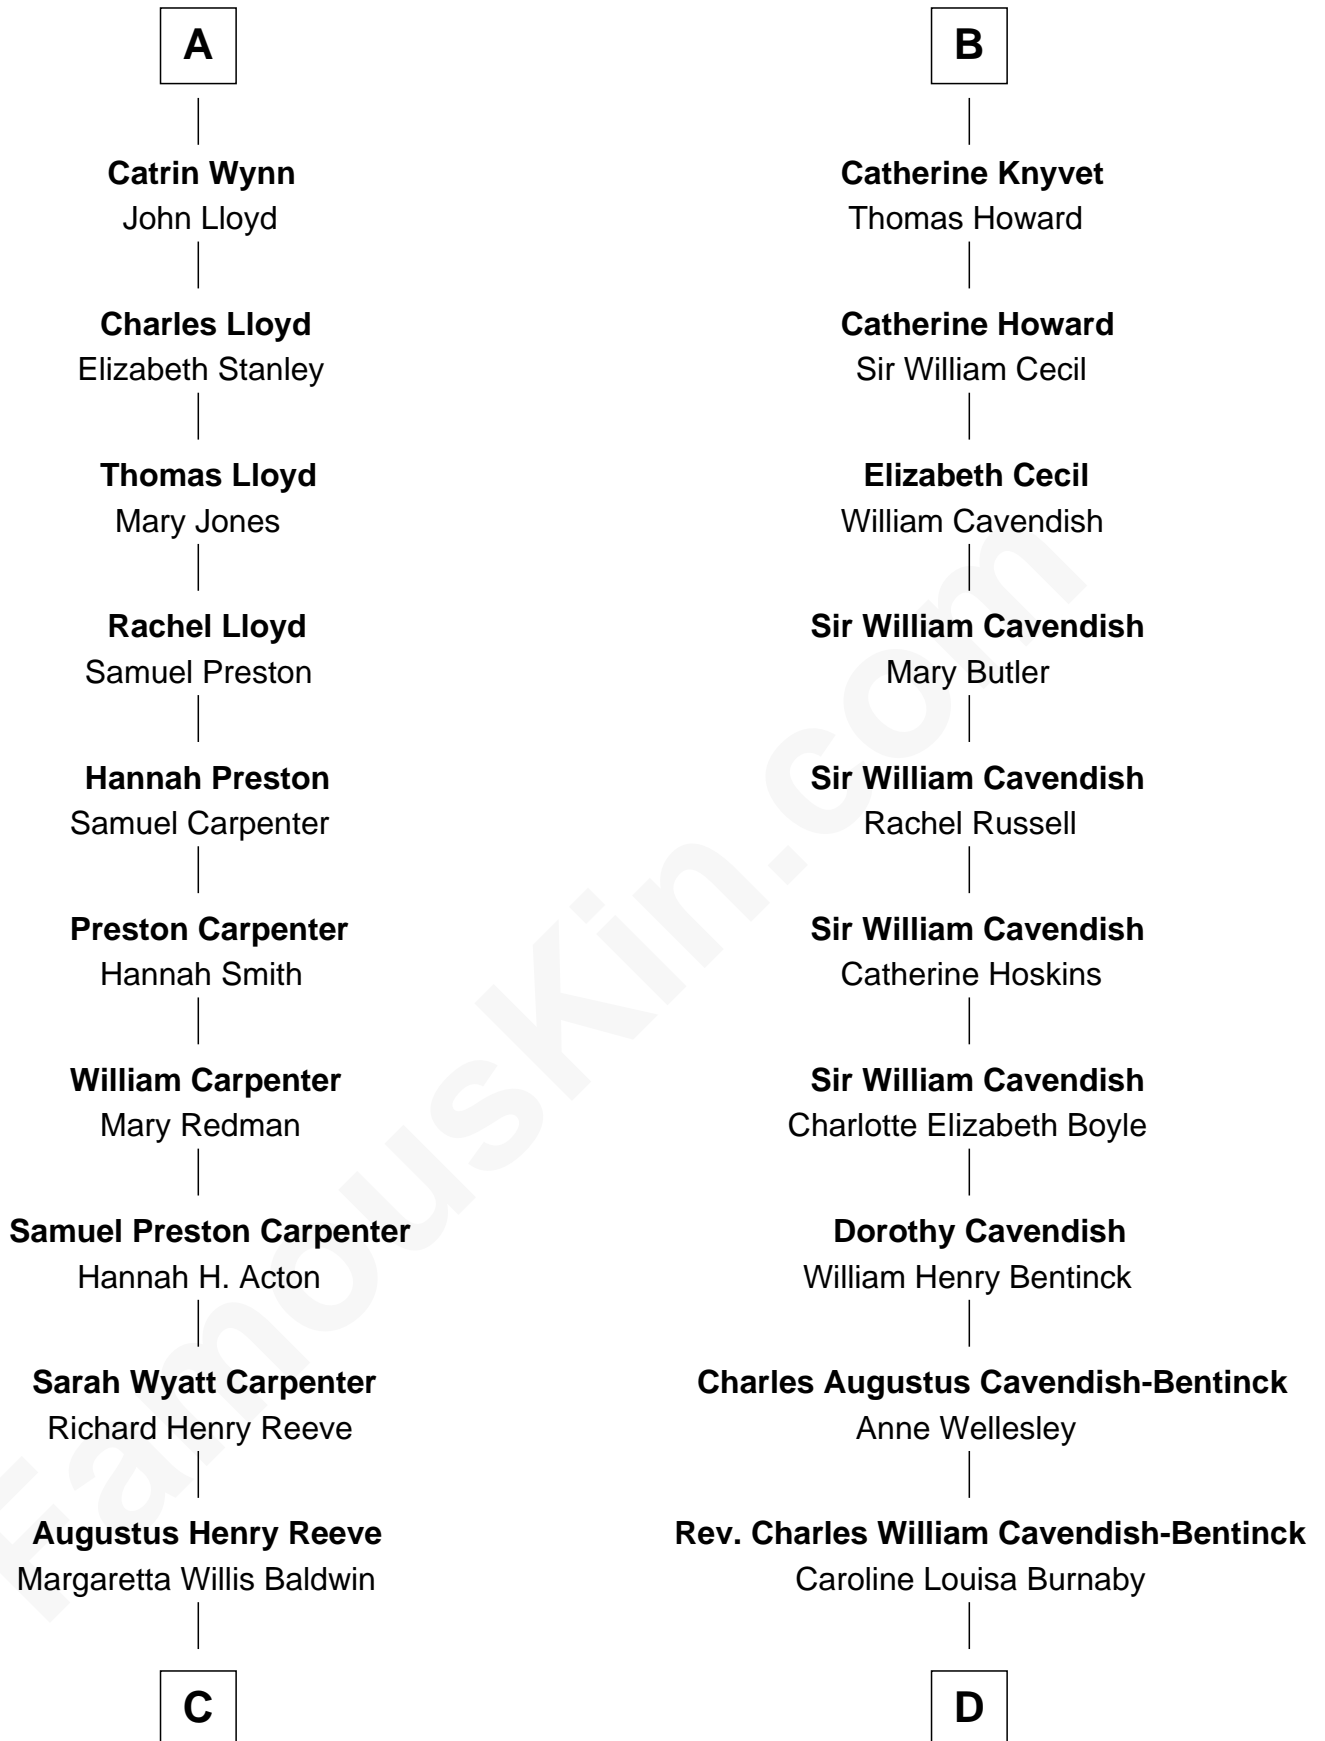 A
Catrin Wynn
John Lloyd
Charles Lloyd
Elizabeth Stanley
Thomas Lloyd
Mary Jones
Rachel Lloyd
Samuel Preston
Hannah Preston
Samuel Carpenter
Preston Carpenter
Hannah Smith
William Carpenter
Mary Redman
Samuel Preston Carpenter
Hannah H. Acton
Sarah Wyatt Carpenter
Richard Henry Reeve
Augustus Henry Reeve
Margaretta Willis Baldwin
C
B
Catherine Knyvet
Thomas Howard
Catherine Howard
Sir William Cecil
Elizabeth Cecil
William Cavendish
Sir William Cavendish
Mary Butler
Sir William Cavendish
Rachel Russell
Sir William Cavendish
Catherine Hoskins
Sir William Cavendish
Charlotte Elizabeth Boyle
Dorothy Cavendish
William Henry Bentinck
Charles Augustus Cavendish-Bentinck
Anne Wellesley
Rev. Charles William Cavendish-Bentinck
Caroline Louisa Burnaby
D
FamousKin.com